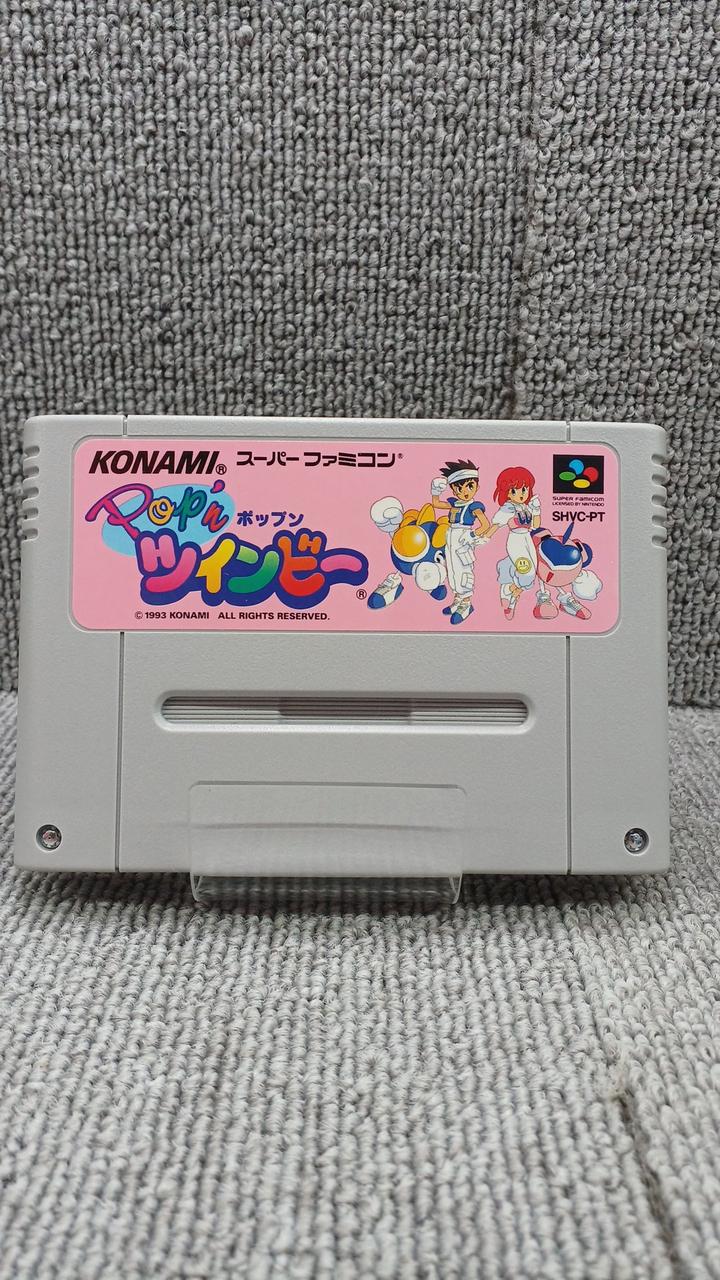 KONAMI® スーパーファミコン®
Pop'n ポップン
ツインビー®
© 1993 KONAMI ALL RIGHTS RESERVED.
SUPER FAMICOM
LICENSED BY NINTENDO
SHVC-PT